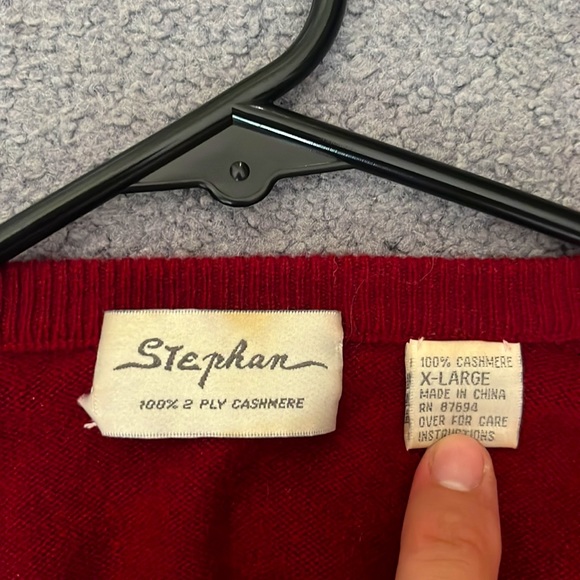 Stephan
100% 2 PLY CASHMERE
100% CASHMERE
X-LARGE
MADE IN CHINA
RN 87694
OVER FOR CARE
INSTRUCTIONS